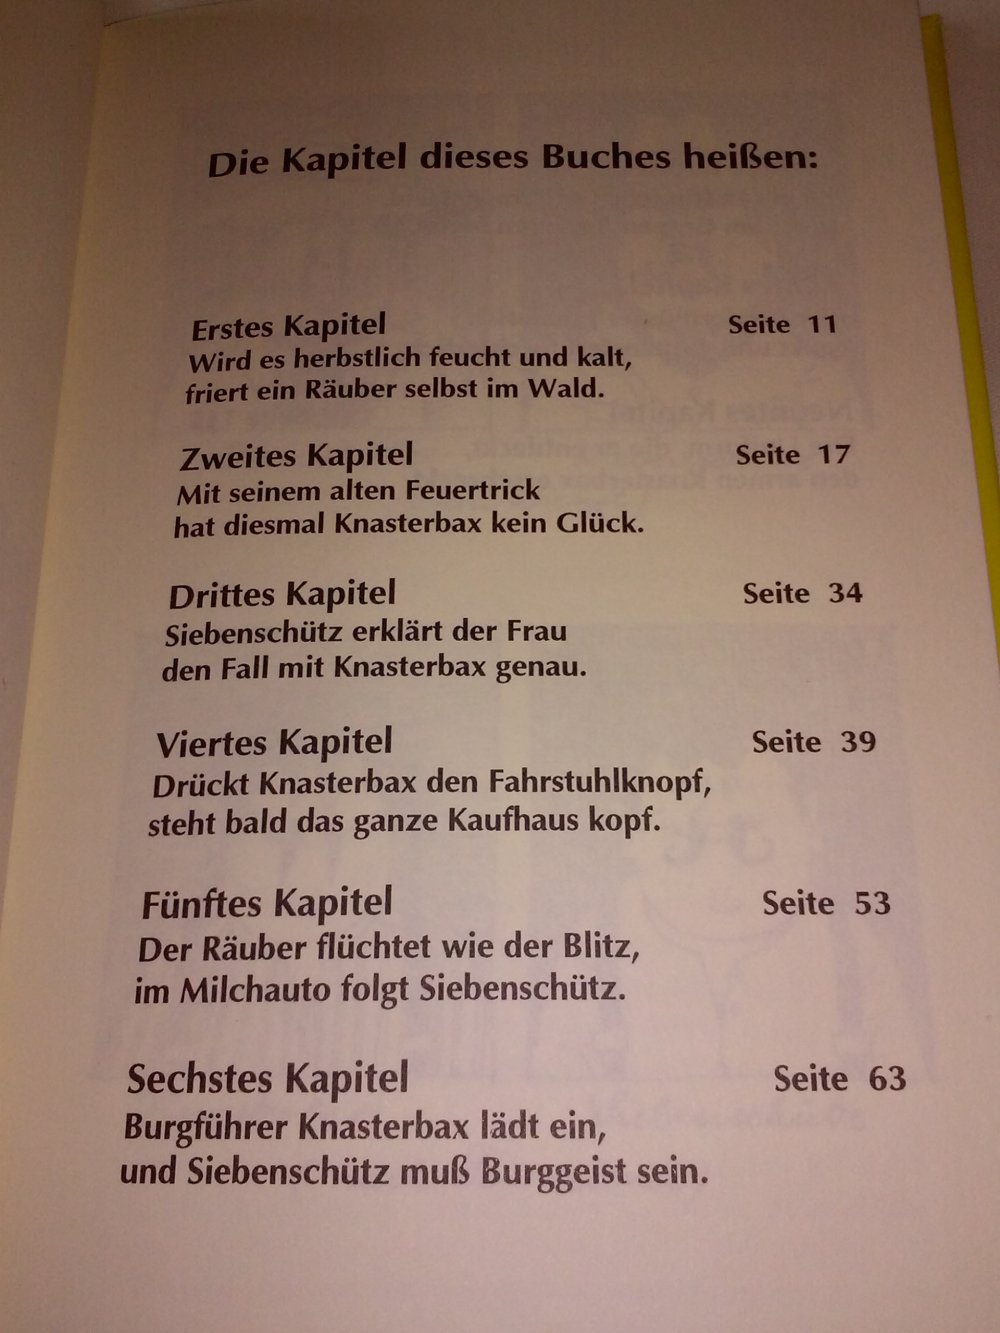 Die Kapitel dieses Buches heißen:
Erstes Kapitel Seite 11
Wird es herbstlich feucht und kalt,
friert ein Räuber selbst im Wald.
Zweites Kapitel Seite 17
Mit seinem alten Feuertrick
hat diesmal Knasterbax kein Glück.
Drittes Kapitel Seite 34
Siebenschütz erklärt der Frau
den Fall mit Knasterbax genau.
Viertes Kapitel Seite 39
Drückt Knasterbax den Fahrstuhlknopf,
steht bald das ganze Kaufhaus kopf.
Fünftes Kapitel Seite 53
Der Räuber flüchtet wie der Blitz,
im Milchauto folgt Siebenschütz.
Sechstes Kapitel Seite 63
Burgführer Knasterbax lädt ein,
und Siebenschütz muß Burggeist sein.